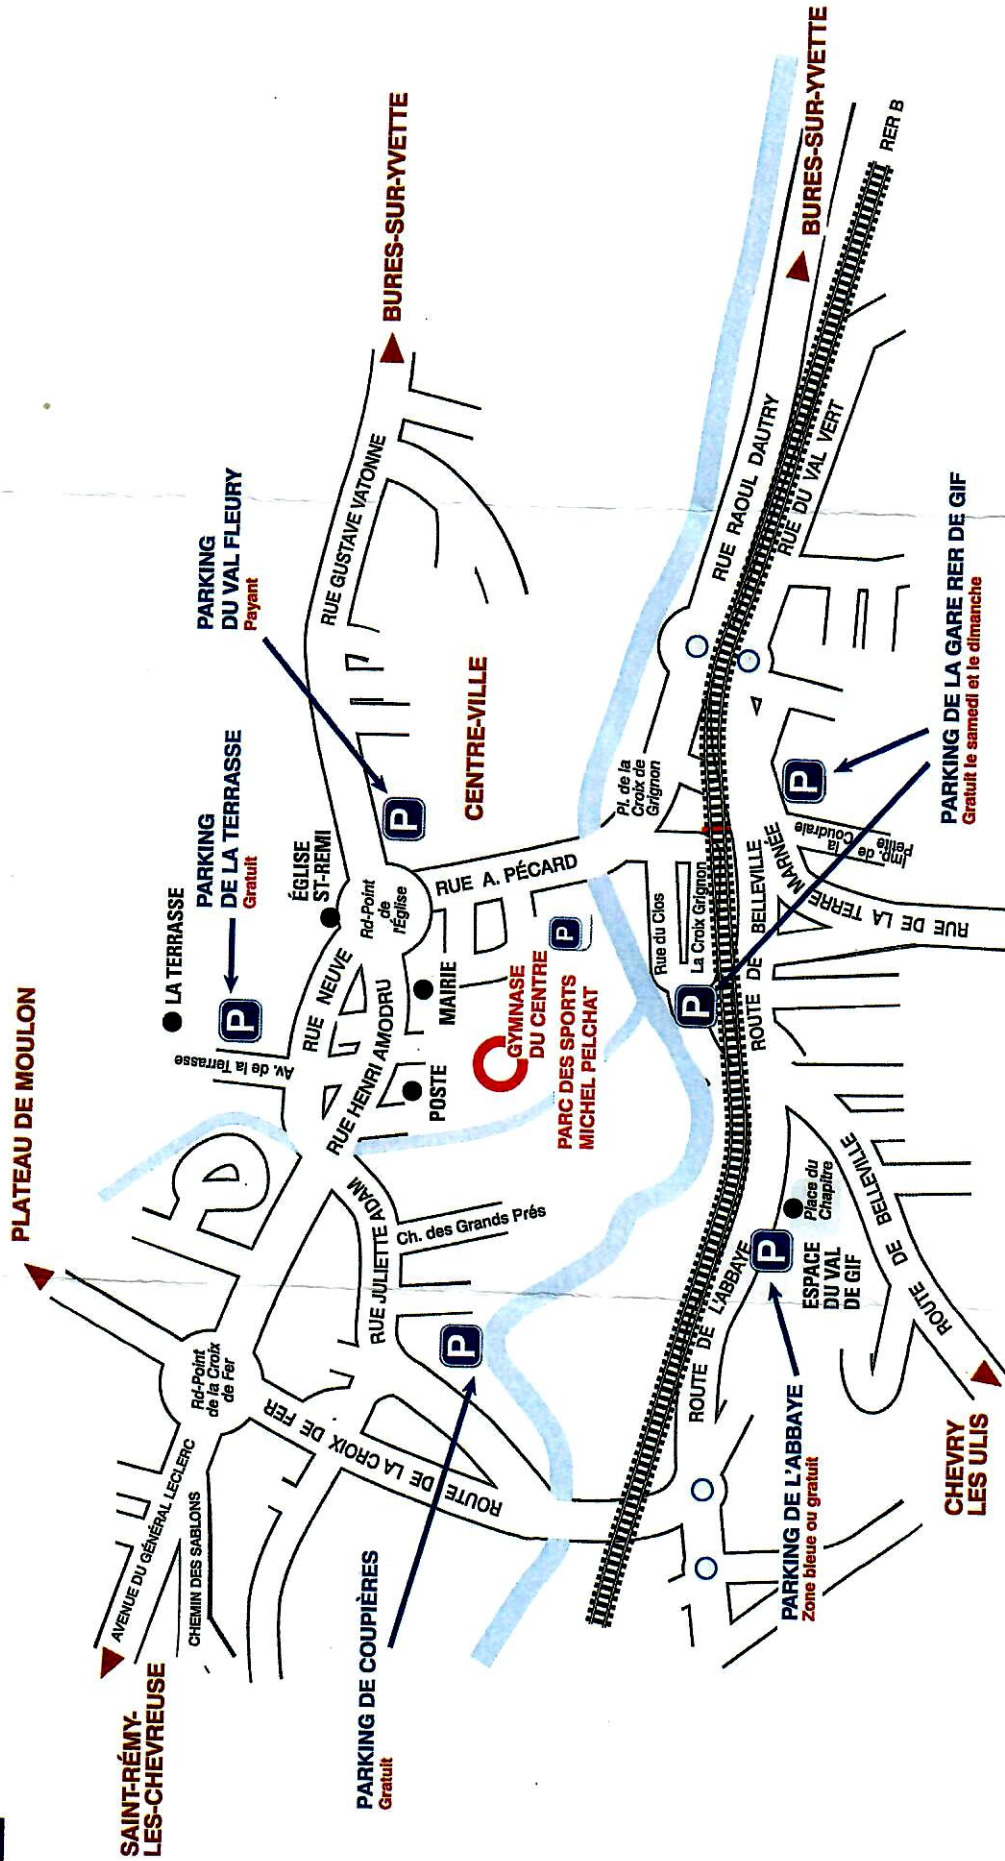 PLATEAU DE MOULON
SAINT-RÉMY-
LES-CHEVREUSE
AVENUE DU GÉNÉRAL LECLERC
CHEMIN DES SABLONS
Rd-Point
de la Croix
de Fer
ROUTE DE LA CROIX DE FER
LA TERRASSE
PARKING
DE LA TERRASSE
Gratuit
P
Av. de la Terrasse
PARKING
DU VAL FLEURY
Payant
P
ÉGLISE
ST-REMI
RUE NEUVE
Rd-Point
de
l'Église
RUE GUSTAVE VATONNE
BURES-SUR-YVETTE
RUE HENRI AMODRU
MAIRIE
POSTE
RUE JULIETTE ADAM
Ch. des Grands Prés
RUE A. PÉCARD
CENTRE-VILLE
GYMNASE
DU CENTRE
P
PARC DES SPORTS
MICHEL PELCHAT
PARKING DE COUPIÈRES
Gratuit
P
Pl. de la
Croix de
Grignon
Rue du Clos
La Croix Grignon
P
RUE RAOUL DAUTRY
BURES-SUR-YVETTE
RER B
RUE DU VAL VERT
ROUTE DE L'ABBAYE
ROUTE DE BELLEVILLE
RUE DE LA TERRE MARNÉE
Imp. de la
Petite
Coudraie
P
P
Place du
Chapitre
ESPACE
DU VAL
DE GIF
ROUTE DE BELLEVILLE
PARKING DE L'ABBAYE
Zone bleue ou gratuit
CHEVRY
LES ULIS
PARKING DE LA GARE RER DE GIF
Gratuit le samedi et le dimanche